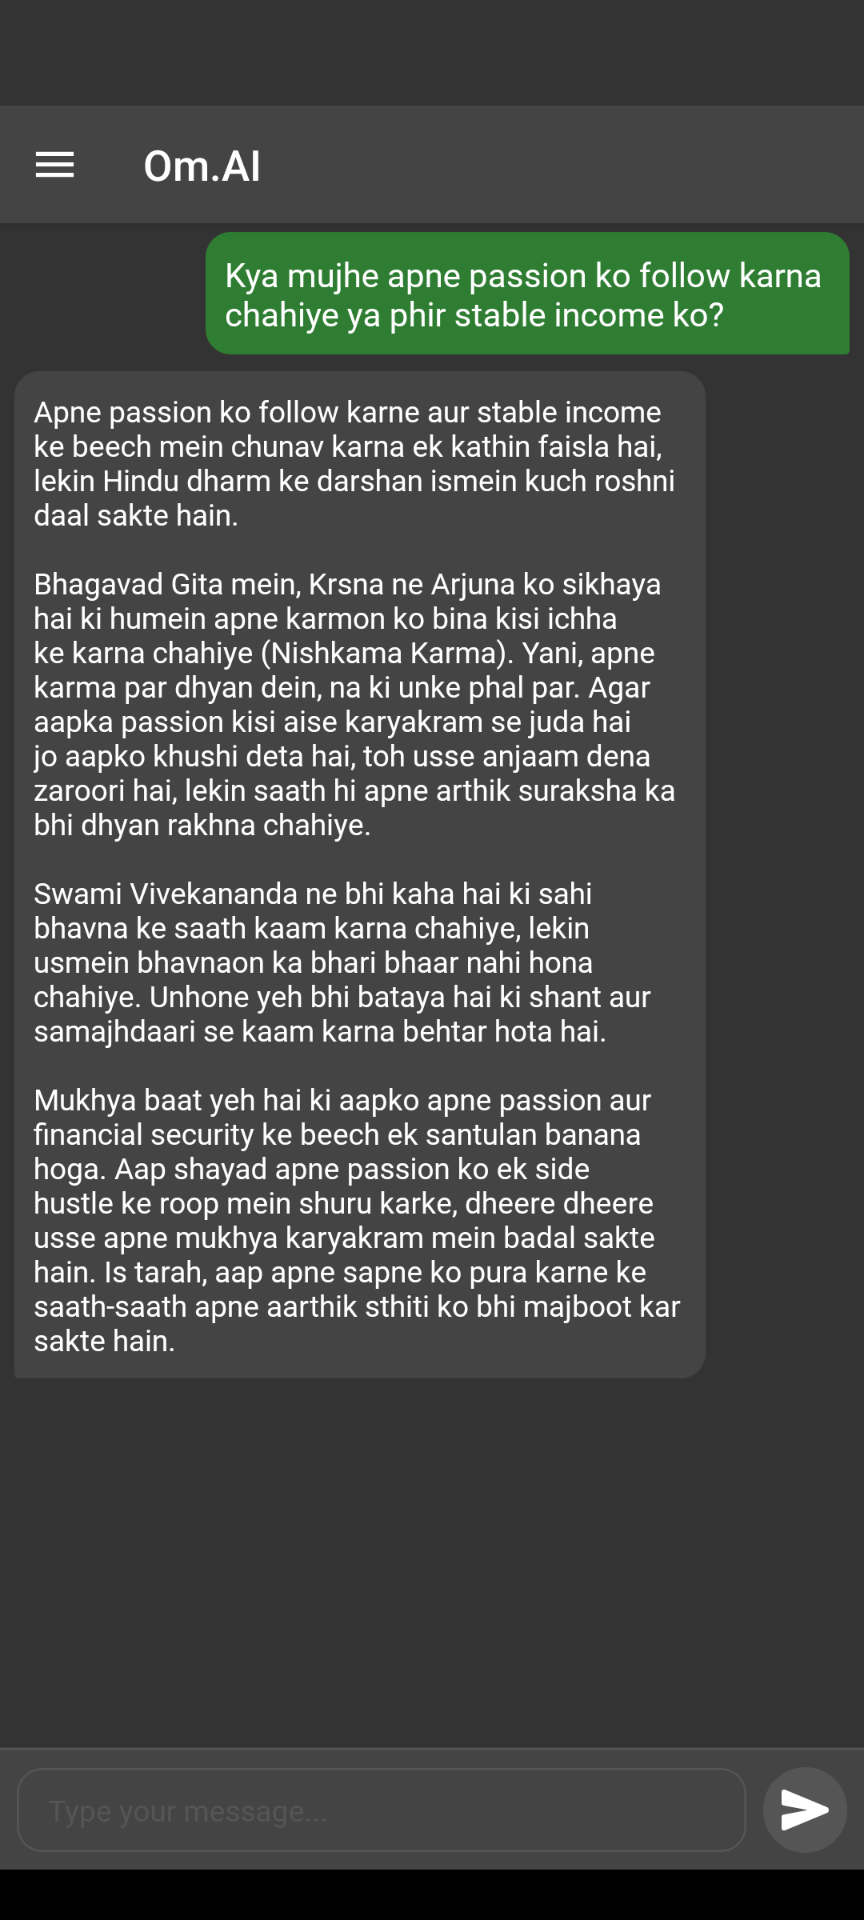 Om.AI
Kya mujhe apne passion ko follow karna
chahiye ya phir stable income ko?
Apne passion ko follow karne aur stable income
ke beech mein chunav karna ek kathin faisla hai,
lekin Hindu dharm ke darshan ismein kuch roshni
daal sakte hain.
Bhagavad Gita mein, Krsna ne Arjuna ko sikhaya
hai ki humein apne karmon ko bina kisi ichha
ke karna chahiye (Nishkama Karma). Yani, apne
karma par dhyan dein, na ki unke phal par. Agar
aapka passion kisi aise karyakram se juda hai
jo aapko khushi deta hai, toh usse anjaam dena
zaroori hai, lekin saath hi apne arthik suraksha ka
bhi dhyan rakhna chahiye.
Swami Vivekananda ne bhi kaha hai ki sahi
bhavna ke saath kaam karna chahiye, lekin
usmein bhavnaon ka bhari bhaar nahi hona
chahiye. Unhone yeh bhi bataya hai ki shant aur
samajhdaari se kaam karna behtar hota hai.
Mukhya baat yeh hai ki aapko apne passion aur
financial security ke beech ek santulan banana
hoga. Aap shayad apne passion ko ek side
hustle ke roop mein shuru karke, dheere dheere
usse apne mukhya karyakram mein badal sakte
hain. Is tarah, aap apne sapne ko pura karne ke
saath-saath apne aarthik sthiti ko bhi majboot kar
sakte hain.
Type your message...